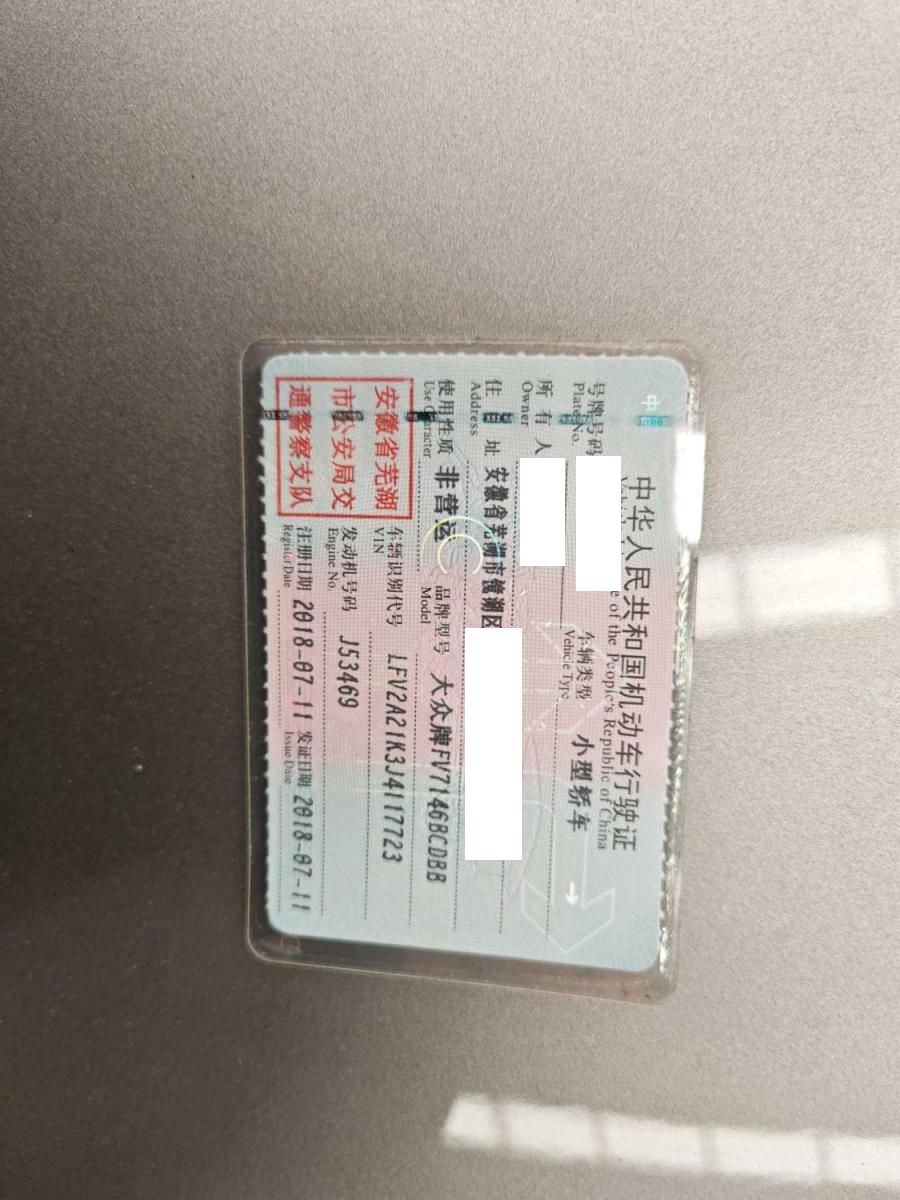 中华人民共和国机动车行驶证
e of the People's Republic of China
号牌号码 车辆类型 小型轿车
Plate No. Vehicle Type
所有人
Owner
住址 安徽省芜湖市镜湖区
Address
使用性质 非营运 品牌型号 大众牌FV7146BCDBB
Use Character Model
安徽省芜湖
市公安局交
通警察支队
车辆识别代号 LFV2A21K3J4117723
VIN
发动机号码 J53469
Engine No.
注册日期 2018-07-11 发证日期 2018-07-11
Register Date Issue Date